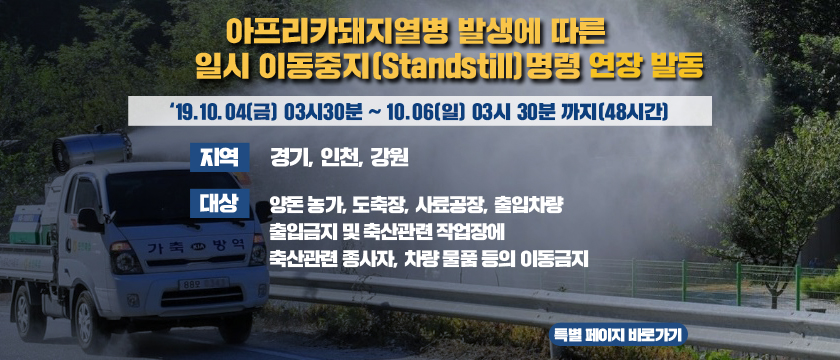 아프리카돼지열병 발생에 따른
일시 이동중지(Standstill)명령 연장 발동
‘19.10.04(금) 03시30분 ~ 10.06(일) 03시 30분 까지(48시간)
지역 경기, 인천, 강원
대상 양돈 농가, 도축장, 사료공장, 출입차량
출입금지 및 축산관련 작업장에
축산관련 종사자, 차량 물품 등의 이동금지
가축 방역
특별 페이지 바로가기